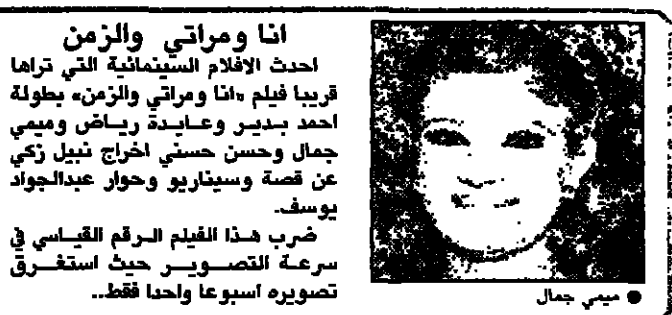 انا ومراتي والزمن
احدث الافلام السينمائية التي تراها
قريبا فيلم «انا ومراتي والزمن» بطولة
احمد بدير وعايدة رياض وميمي
جمال وحسن حسني اخراج نبيل زكي
عن قصة وسيناريو وحوار عبدالجواد
يوسف.
ضرب هذا الفيلم الرقم القياسي في
سرعة التصوير حيث استغرق
تصويره اسبوعا واحدا فقط..
● ميمي جمال